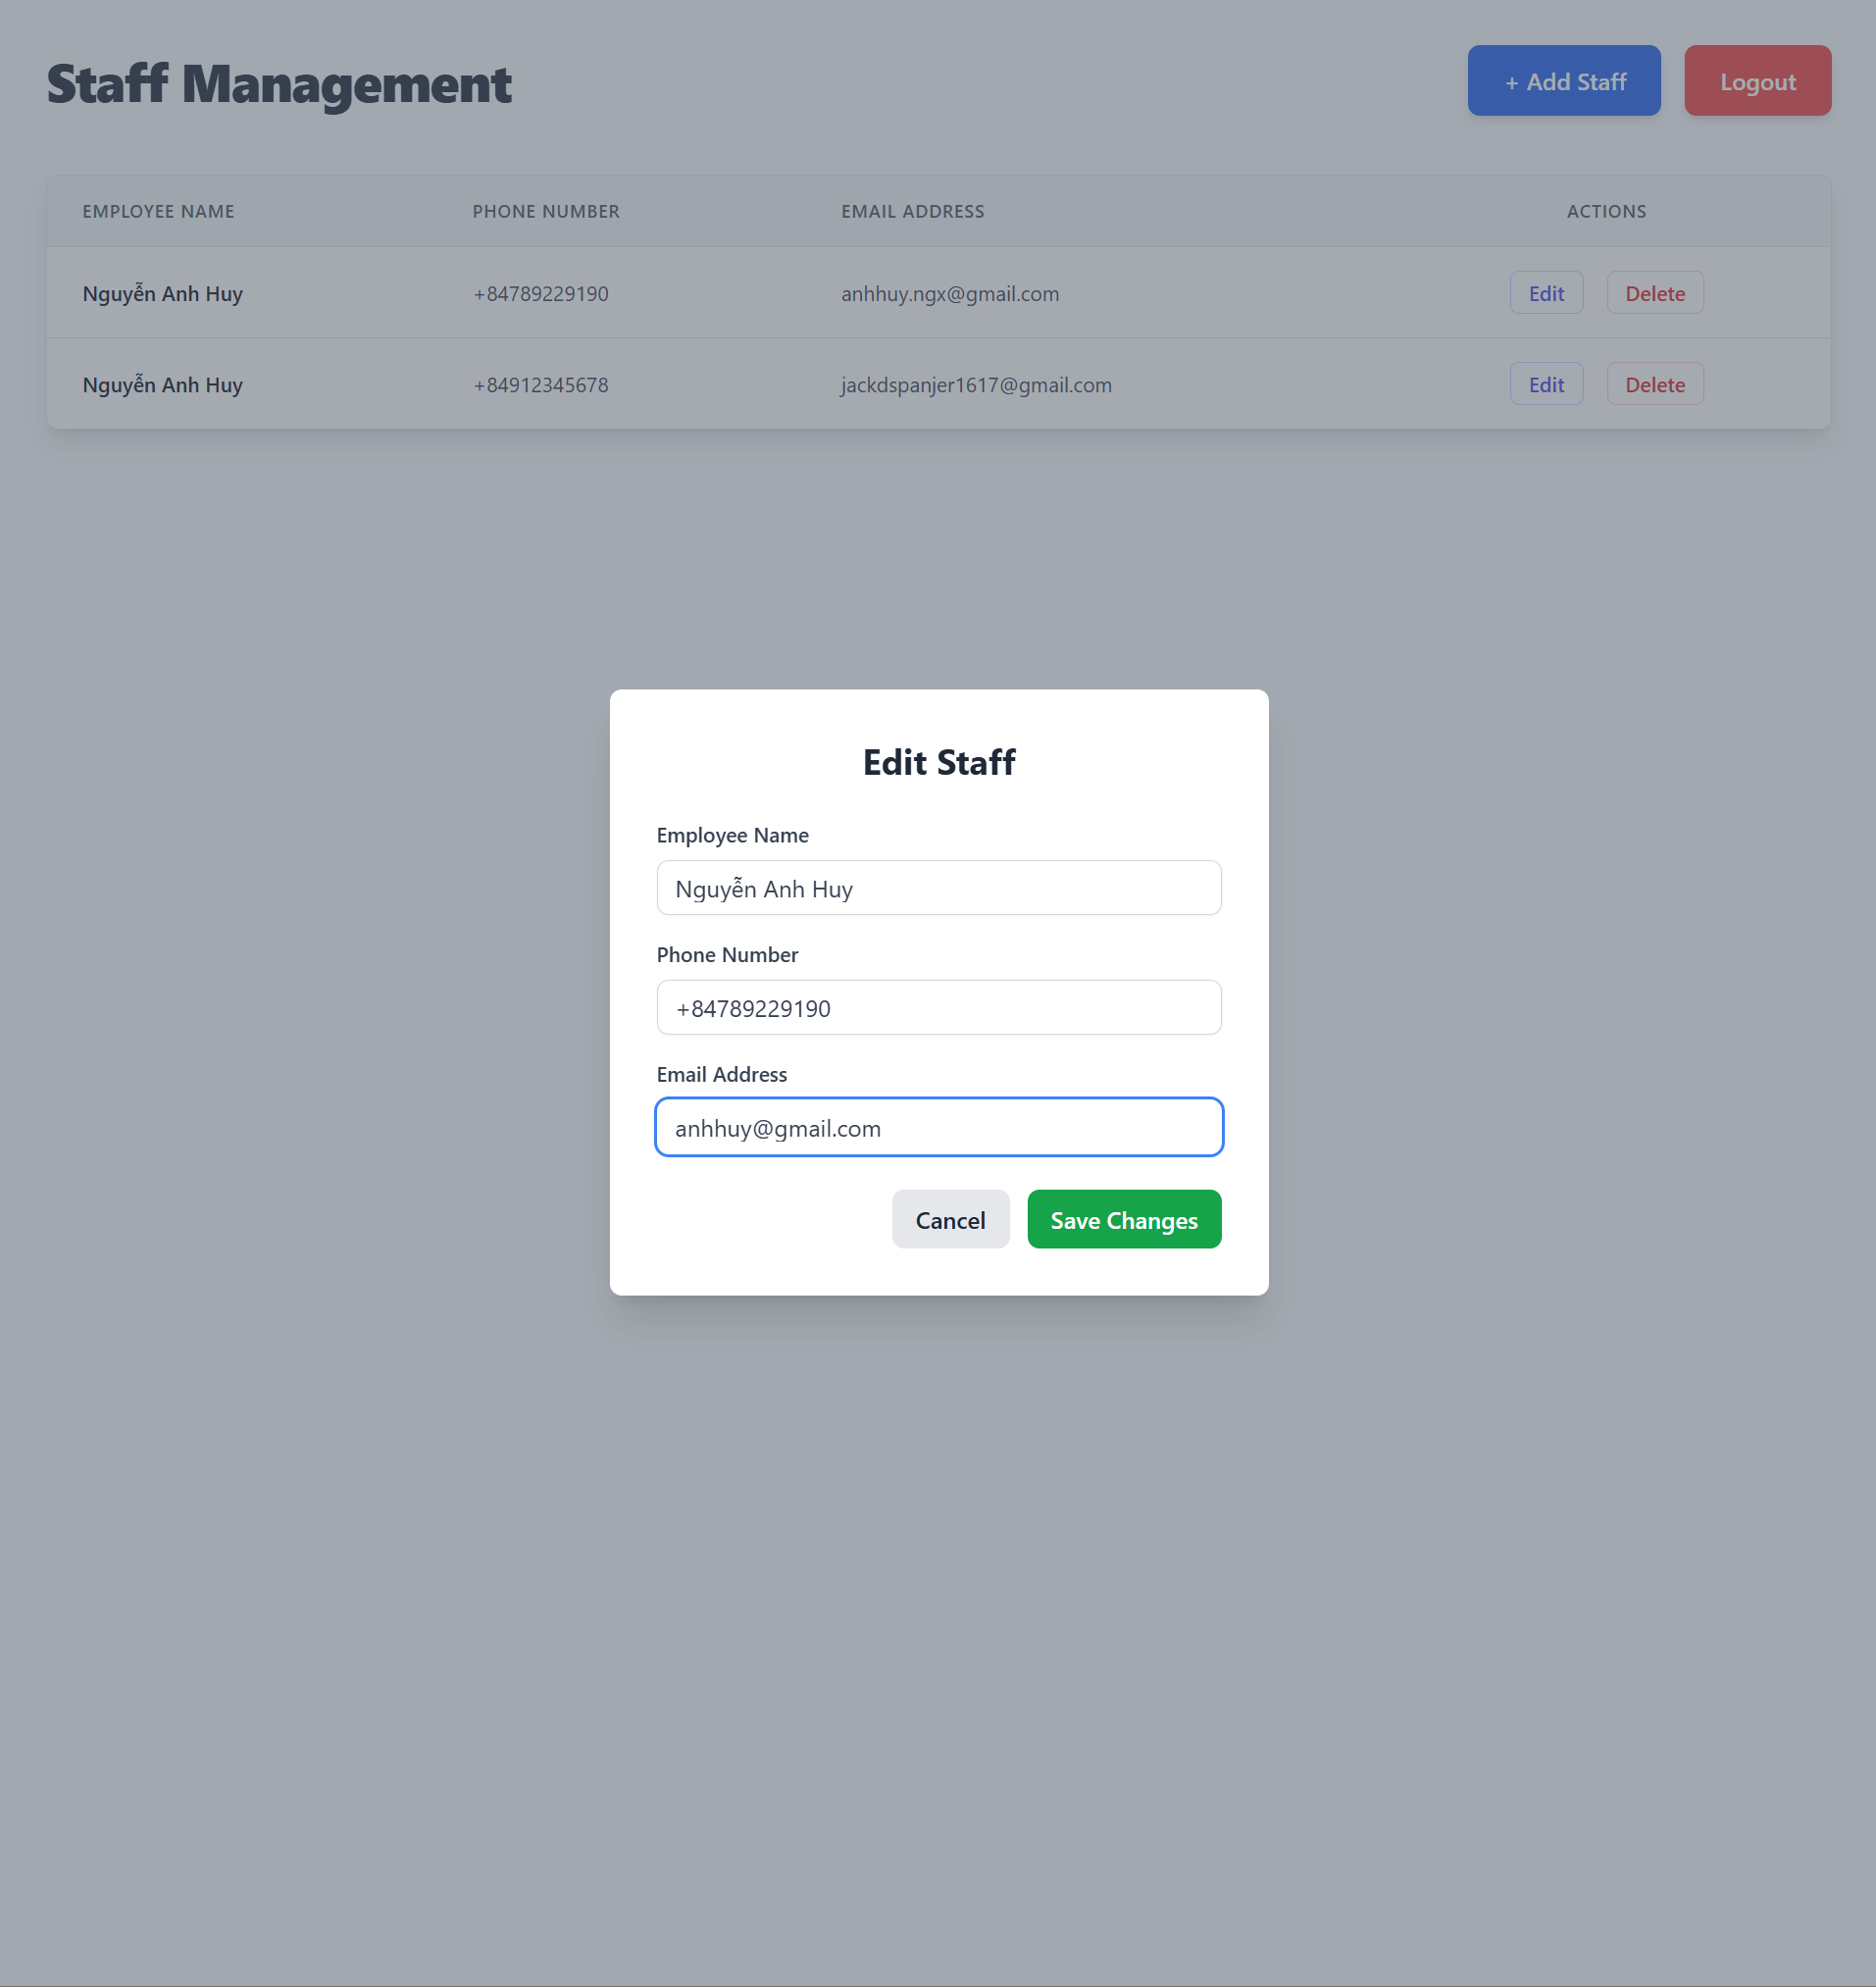 Staff Management
+ Add Staff
Logout
EMPLOYEE NAME PHONE NUMBER EMAIL ADDRESS ACTIONS
Nguyễn Anh Huy +84789229190 anhhuy.ngx@gmail.com Edit Delete
Nguyễn Anh Huy +84912345678 jackdspanjer1617@gmail.com Edit Delete
Edit Staff
Employee Name
Nguyễn Anh Huy
Phone Number
+84789229190
Email Address
anhhuy@gmail.com
Cancel Save Changes